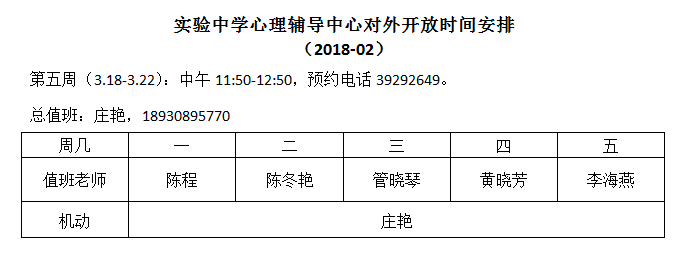 实验中学心理辅导中心对外开放时间安排
（2018-02）
第五周（3.18-3.22）：中午 11:50-12:50，预约电话 39292649。
总值班：庄艳，18930895770
周几 一 二 三 四 五
值班老师 陈程 陈冬艳 管晓琴 黄晓芳 李海燕
机动 庄艳